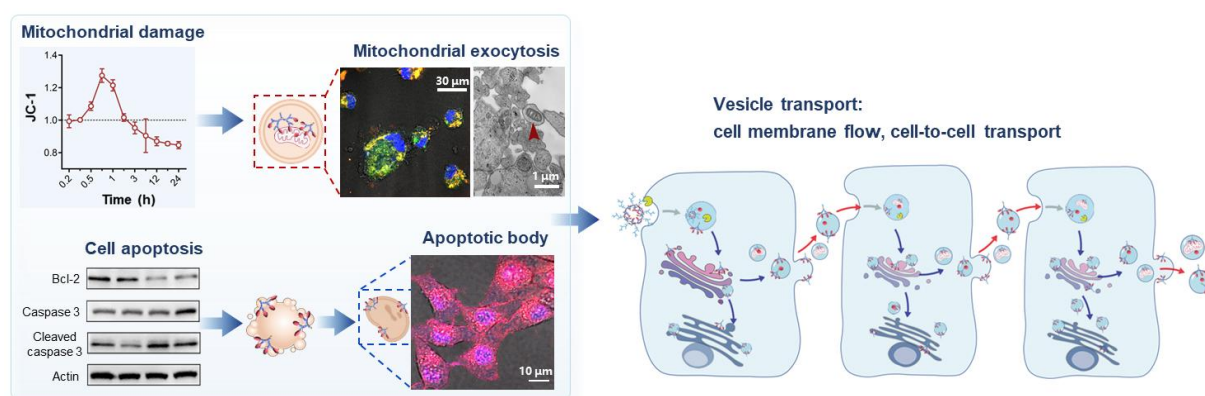 Mitochondrial damage
1.4
1.2
1.0
0.8
JC-1
0.2
0.5
1
3
12
24
Time (h)
Mitochondrial exocytosis
30 μm
1 μm
Cell apoptosis
Bcl-2
Caspase 3
Cleaved
caspase 3
Actin
Apoptotic body
10 μm
Vesicle transport:
cell membrane flow, cell-to-cell transport